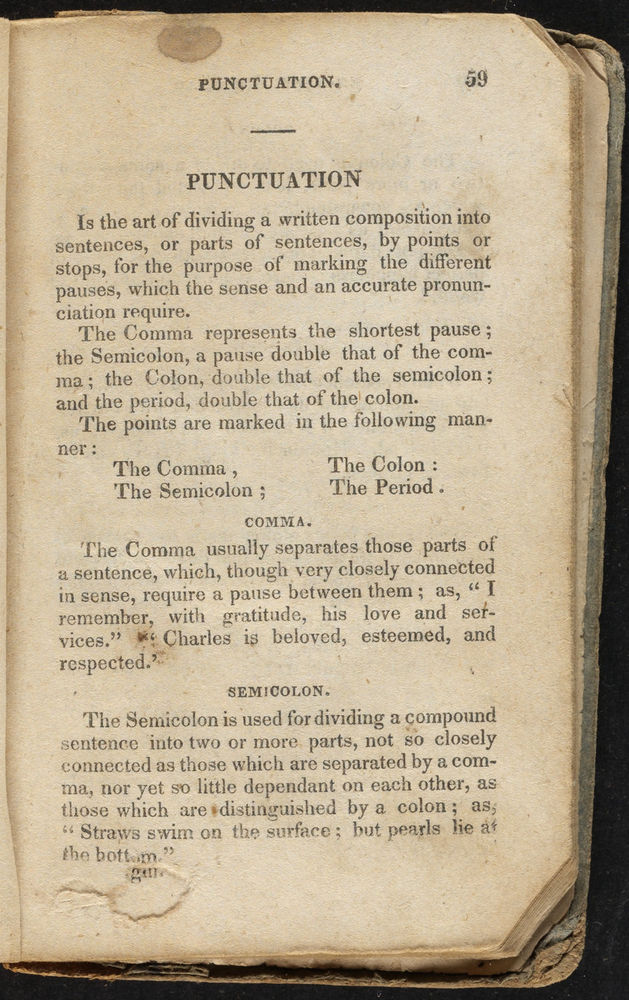 PUNCTUATION. 59
PUNCTUATION
Is the art of dividing a written composition into
sentences, or parts of sentences, by points or
stops, for the purpose of marking the different
pauses, which the sense and an accurate pronun-
ciation require.
The Comma represents the shortest pause;
the Semicolon, a pause double that of the com-
ma; the Colon, double that of the semicolon;
and the period, double that of the colon.
The points are marked in the following man-
ner:
The Comma , The Colon :
The Semicolon ; The Period .
COMMA.
The Comma usually separates those parts of
a sentence, which, though very closely connected
in sense, require a pause between them; as, “ I
remember, with gratitude, his love and ser-
vices.” “ Charles is beloved, esteemed, and
respected.”
SEMICOLON.
The Semicolon is used for dividing a compound
sentence into two or more parts, not so closely
connected as those which are separated by a com-
ma, nor yet so little dependant on each other, as
those which are distinguished by a colon; as,
“ Straws swim on the surface; but pearls lie at
the bottom.”